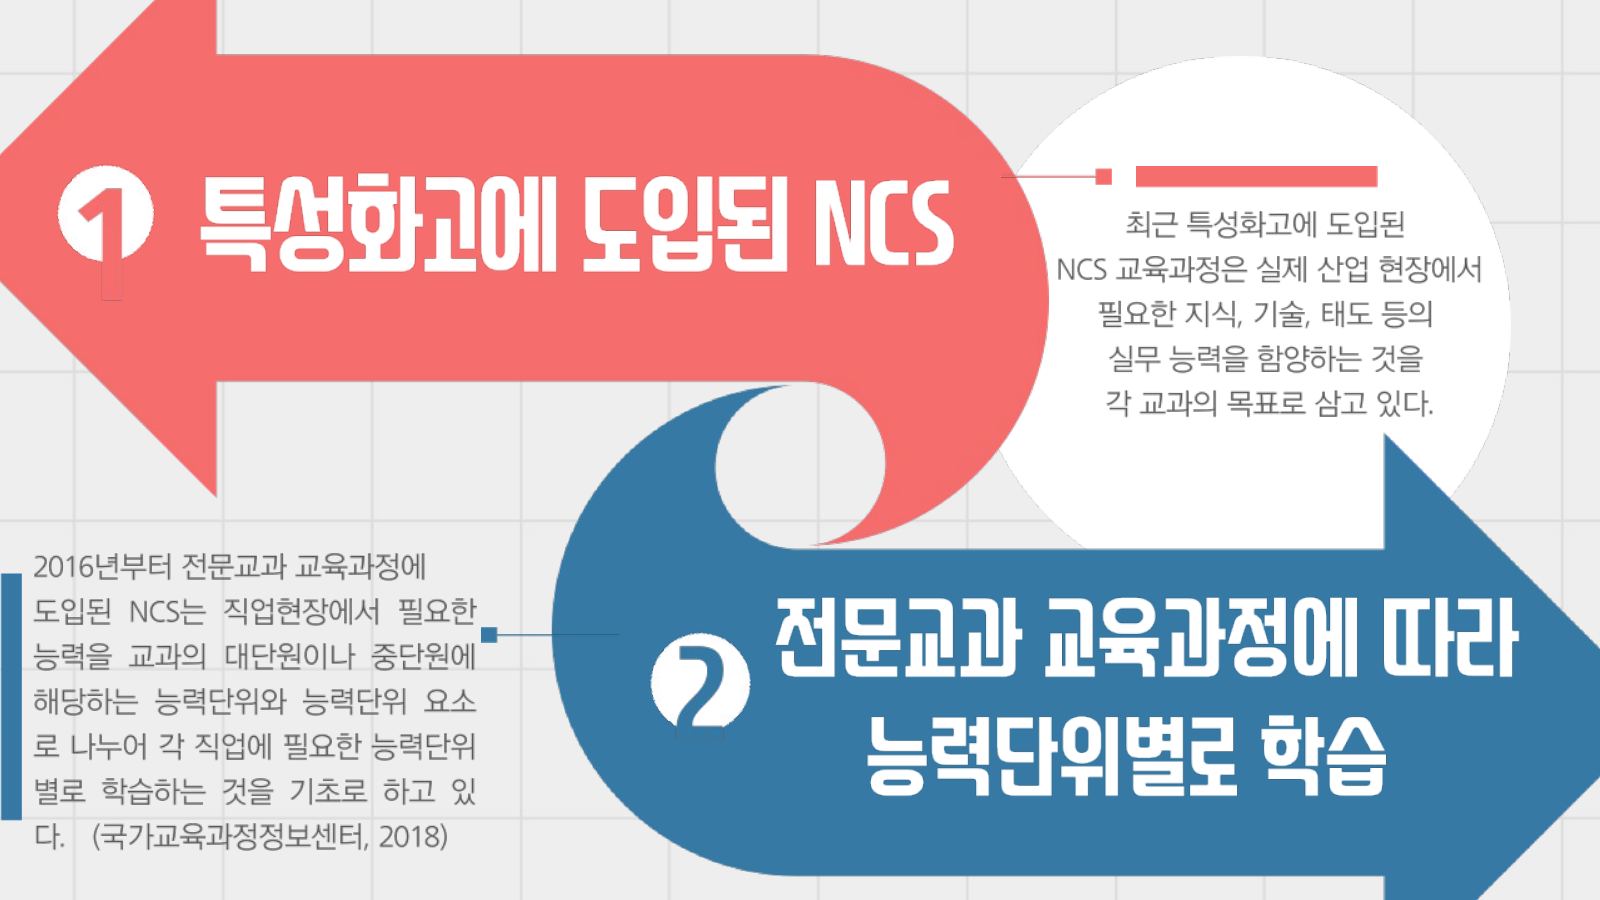 1 특성화고에 도입된 NCS
최근 특성화고에 도입된
NCS 교육과정은 실제 산업 현장에서
필요한 지식, 기술, 태도 등의
실무 능력을 함양하는 것을
각 교과의 목표로 삼고 있다.
2016년부터 전문교과 교육과정에
도입된 NCS는 직업현장에서 필요한
능력을 교과의 대단원이나 중단원에
해당하는 능력단위와 능력단위 요소
로 나누어 각 직업에 필요한 능력단위
별로 학습하는 것을 기초로 하고 있
다. (국가교육과정정보센터, 2018)
2 전문교과 교육과정에 따라
능력단위별로 학습